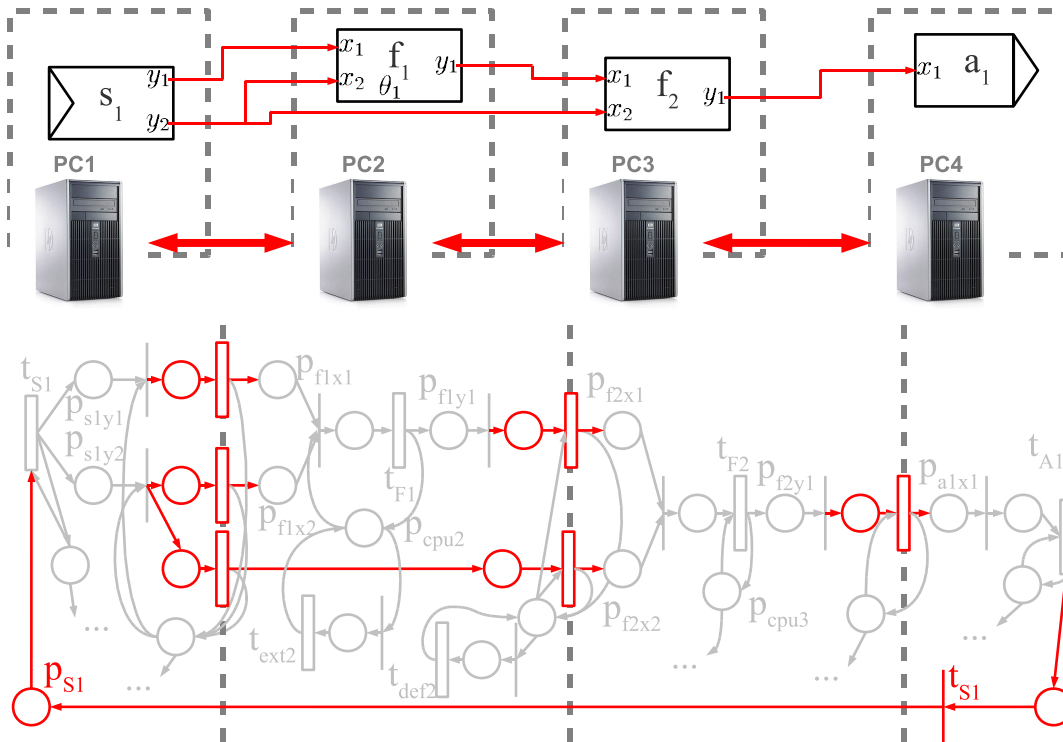 x1 f1 y1
x2 θ1
s1 y1
y2
x1 f2 y1
x2
x1 a1
PC1 PC2 PC3 PC4
tS1
ps1y1
ps1y2
pf1x1
pf1x2
pf1y1
tF1
pcpu2
pf2x1
pf2x2
tF2
pf2y1
pcpu3
pa1x1
tA1
text2
tdef2
...
...
...
...
...
pS1
tS1